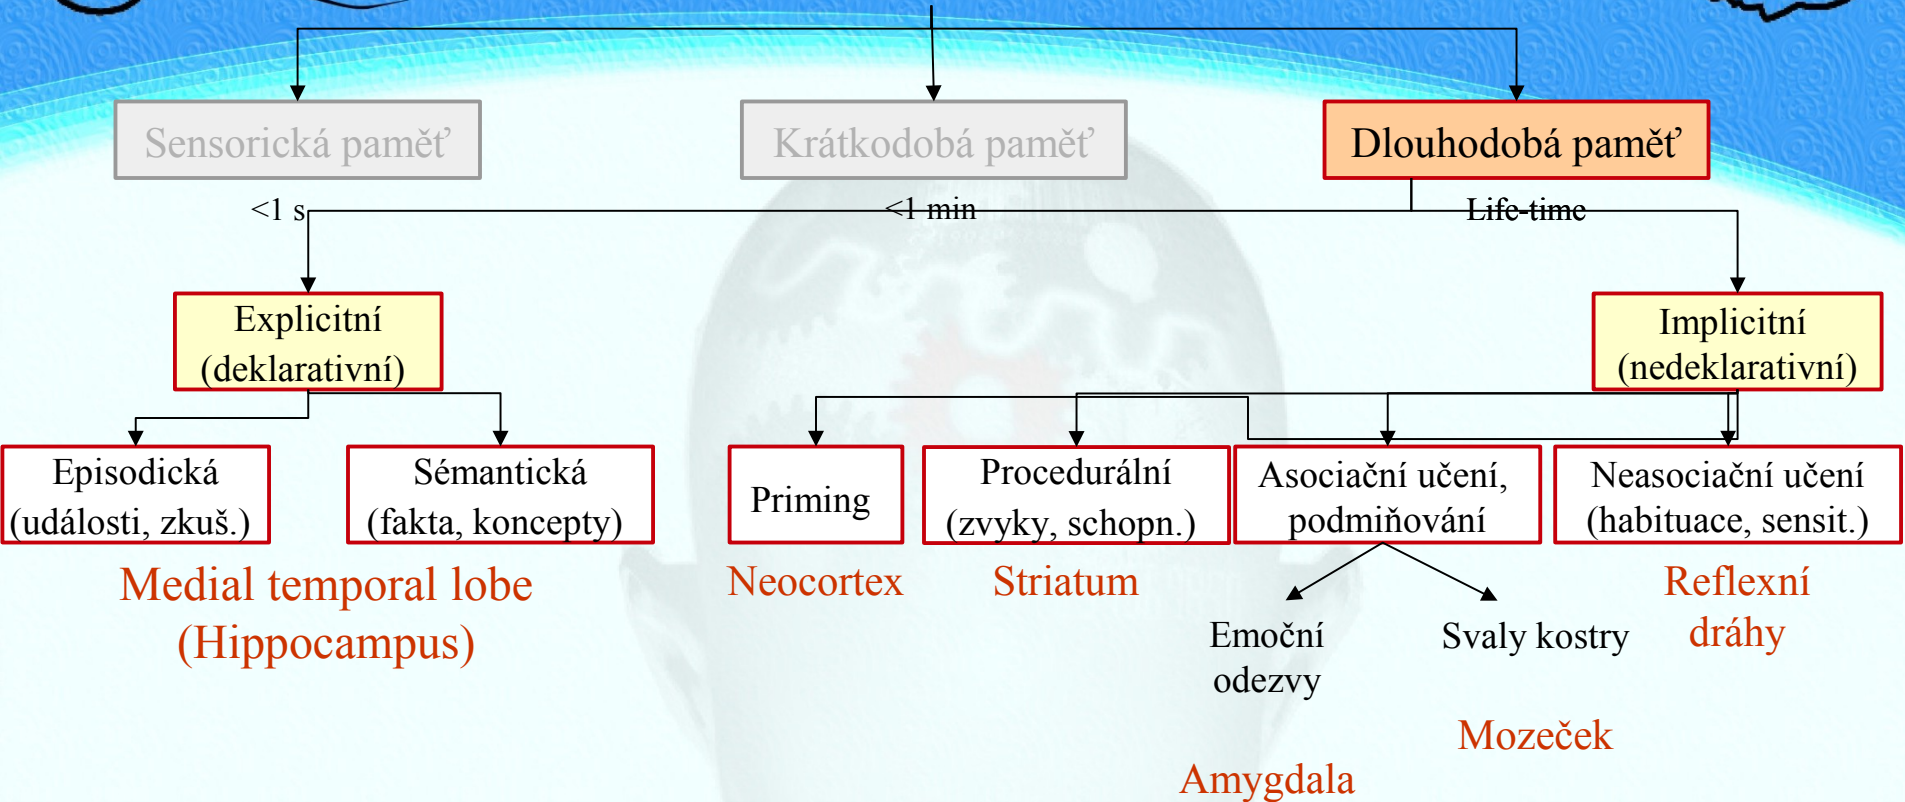 Sensorická paměť
Krátkodobá paměť
Dlouhodobá paměť
<1 s
<1 min
Life-time
Explicitní
(deklarativní)
Implicitní
(nedeklarativní)
Episodická
(události, zkuš.)
Sémantická
(fakta, koncepty)
Priming
Procedurální
(zvyky, schopn.)
Asociační učení,
podmiňování
Neasociační učení
(habituace, sensit.)
Medial temporal lobe
(Hippocampus)
Neocortex
Striatum
Reflexní
dráhy
Emoční
odezvy
Svaly kostry
Mozeček
Amygdala